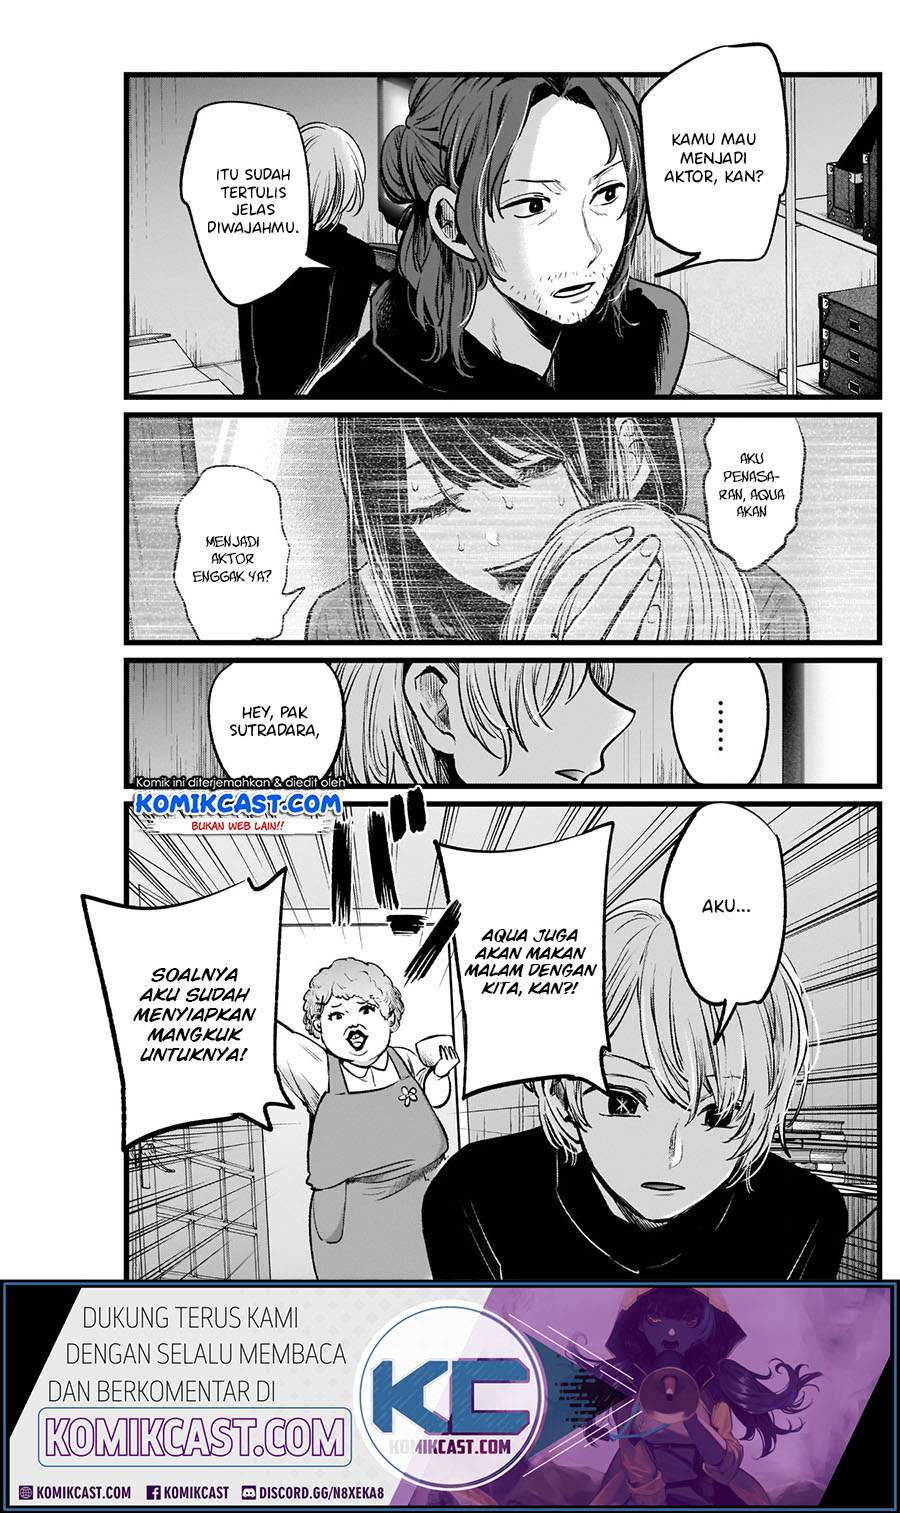 KAMU MAU
MENJADI
AKTOR, KAN?
ITU SUDAH
TERTULIS
JELAS
DIWAJAHMU.
AKU
PENASA-
RAN, AQUA
AKAN
MENJADI
AKTOR
ENGGAK YA?
......
HEY, PAK
SUTRADARA,
Komik ini diterjemahkan & diedit oleh
KOMIKCAST.COM
BUKAN WEB LAIN!!
AKU...
AQUA JUGA
AKAN MAKAN
MALAM DENGAN
KITA, KAN?!
SOALNYA
AKU SUDAH
MENYIAPKAN
MANGKUK
UNTUKNYA!
DUKUNG TERUS KAMI
DENGAN SELALU MEMBACA
DAN BERKOMENTAR DI
KOMIKCAST.COM
KC
KOMIKCAST.COM
KOMIKCAST.COM KOMIKCAST DISCORD.GG/N8XEKA8